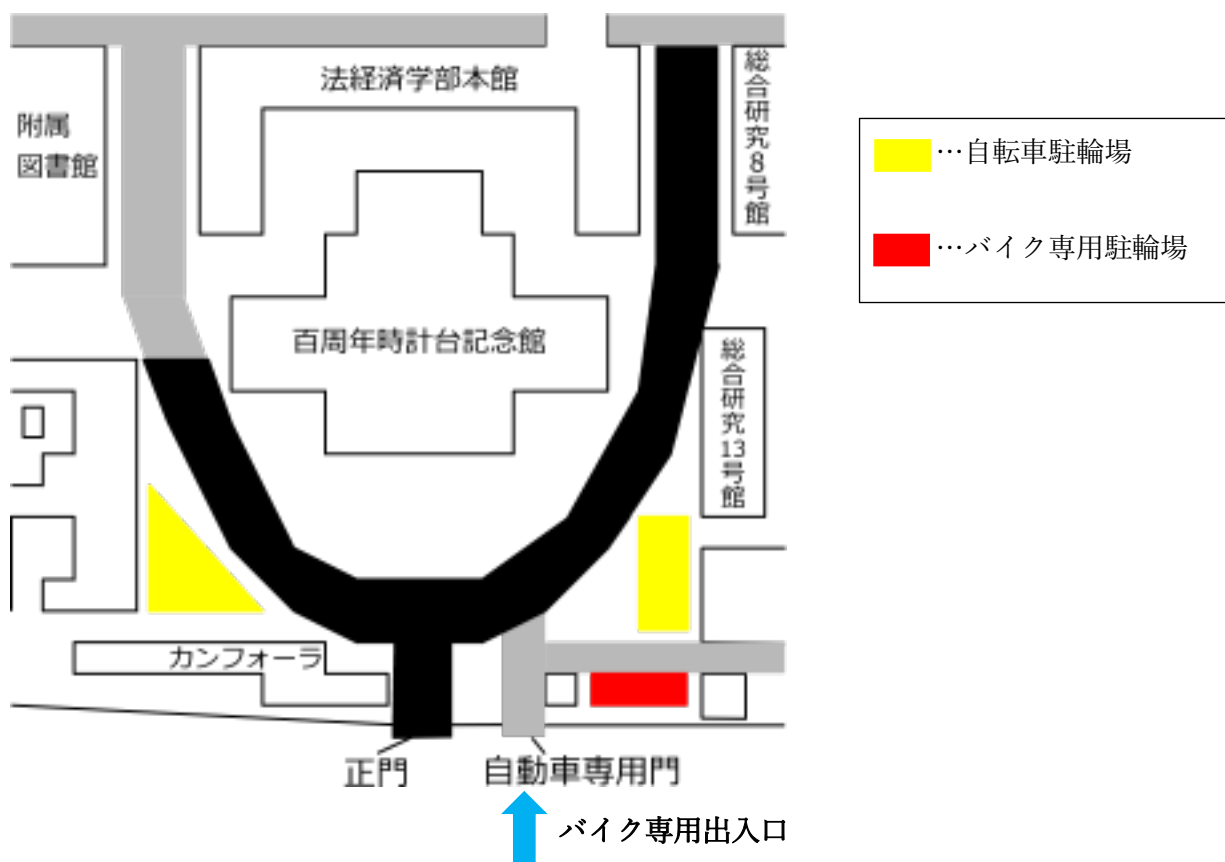 法経済学部本館
総合研究8号館
附属
図書館
…自転車駐輪場
…バイク専用駐輪場
百周年時計台記念館
総合研究13号館
カンフォーラ
正門
自動車専用門
バイク専用出入口